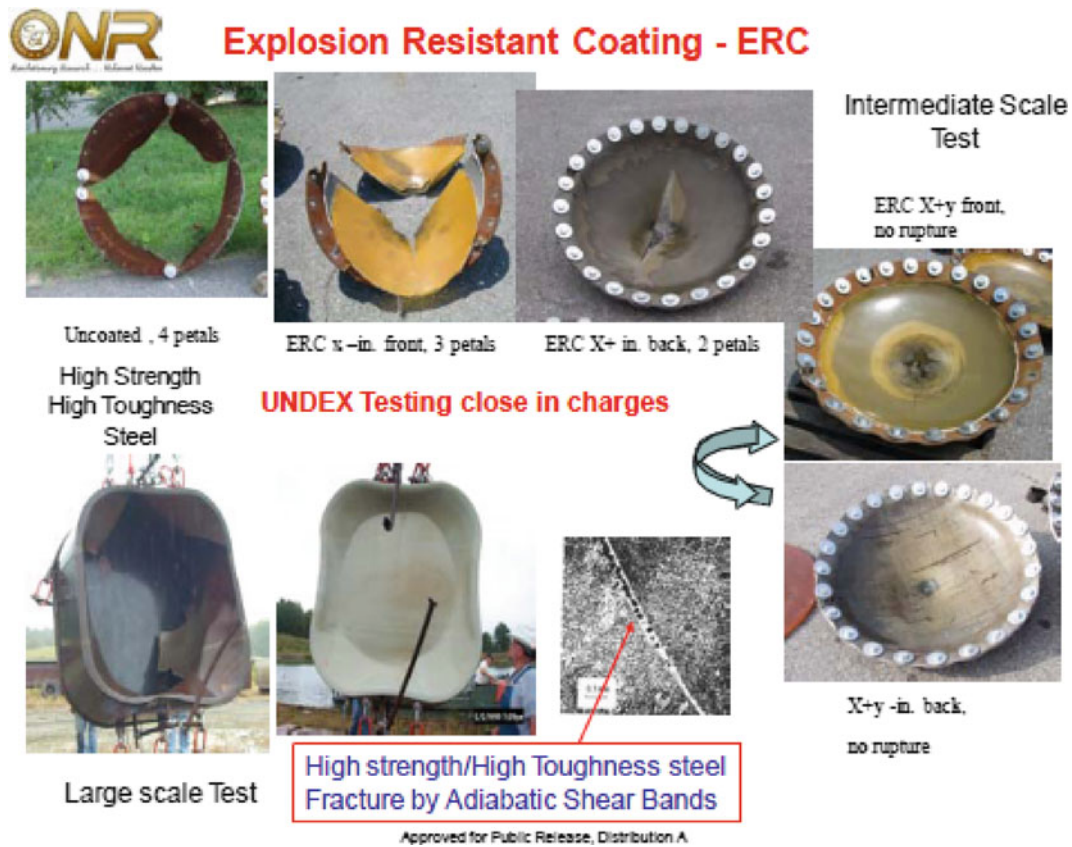 ONR
Explosion Resistant Coating - ERC
Intermediate Scale
Test
ERC X+y front,
no rupture
Uncoated , 4 petals
ERC x –in. front, 3 petals
ERC X+ in. back, 2 petals
High Strength
High Toughness
Steel
UNDEX Testing close in charges
X+y -in. back,
no rupture
High strength/High Toughness steel
Fracture by Adiabatic Shear Bands
Large scale Test
Approved for Public Release, Distribution A